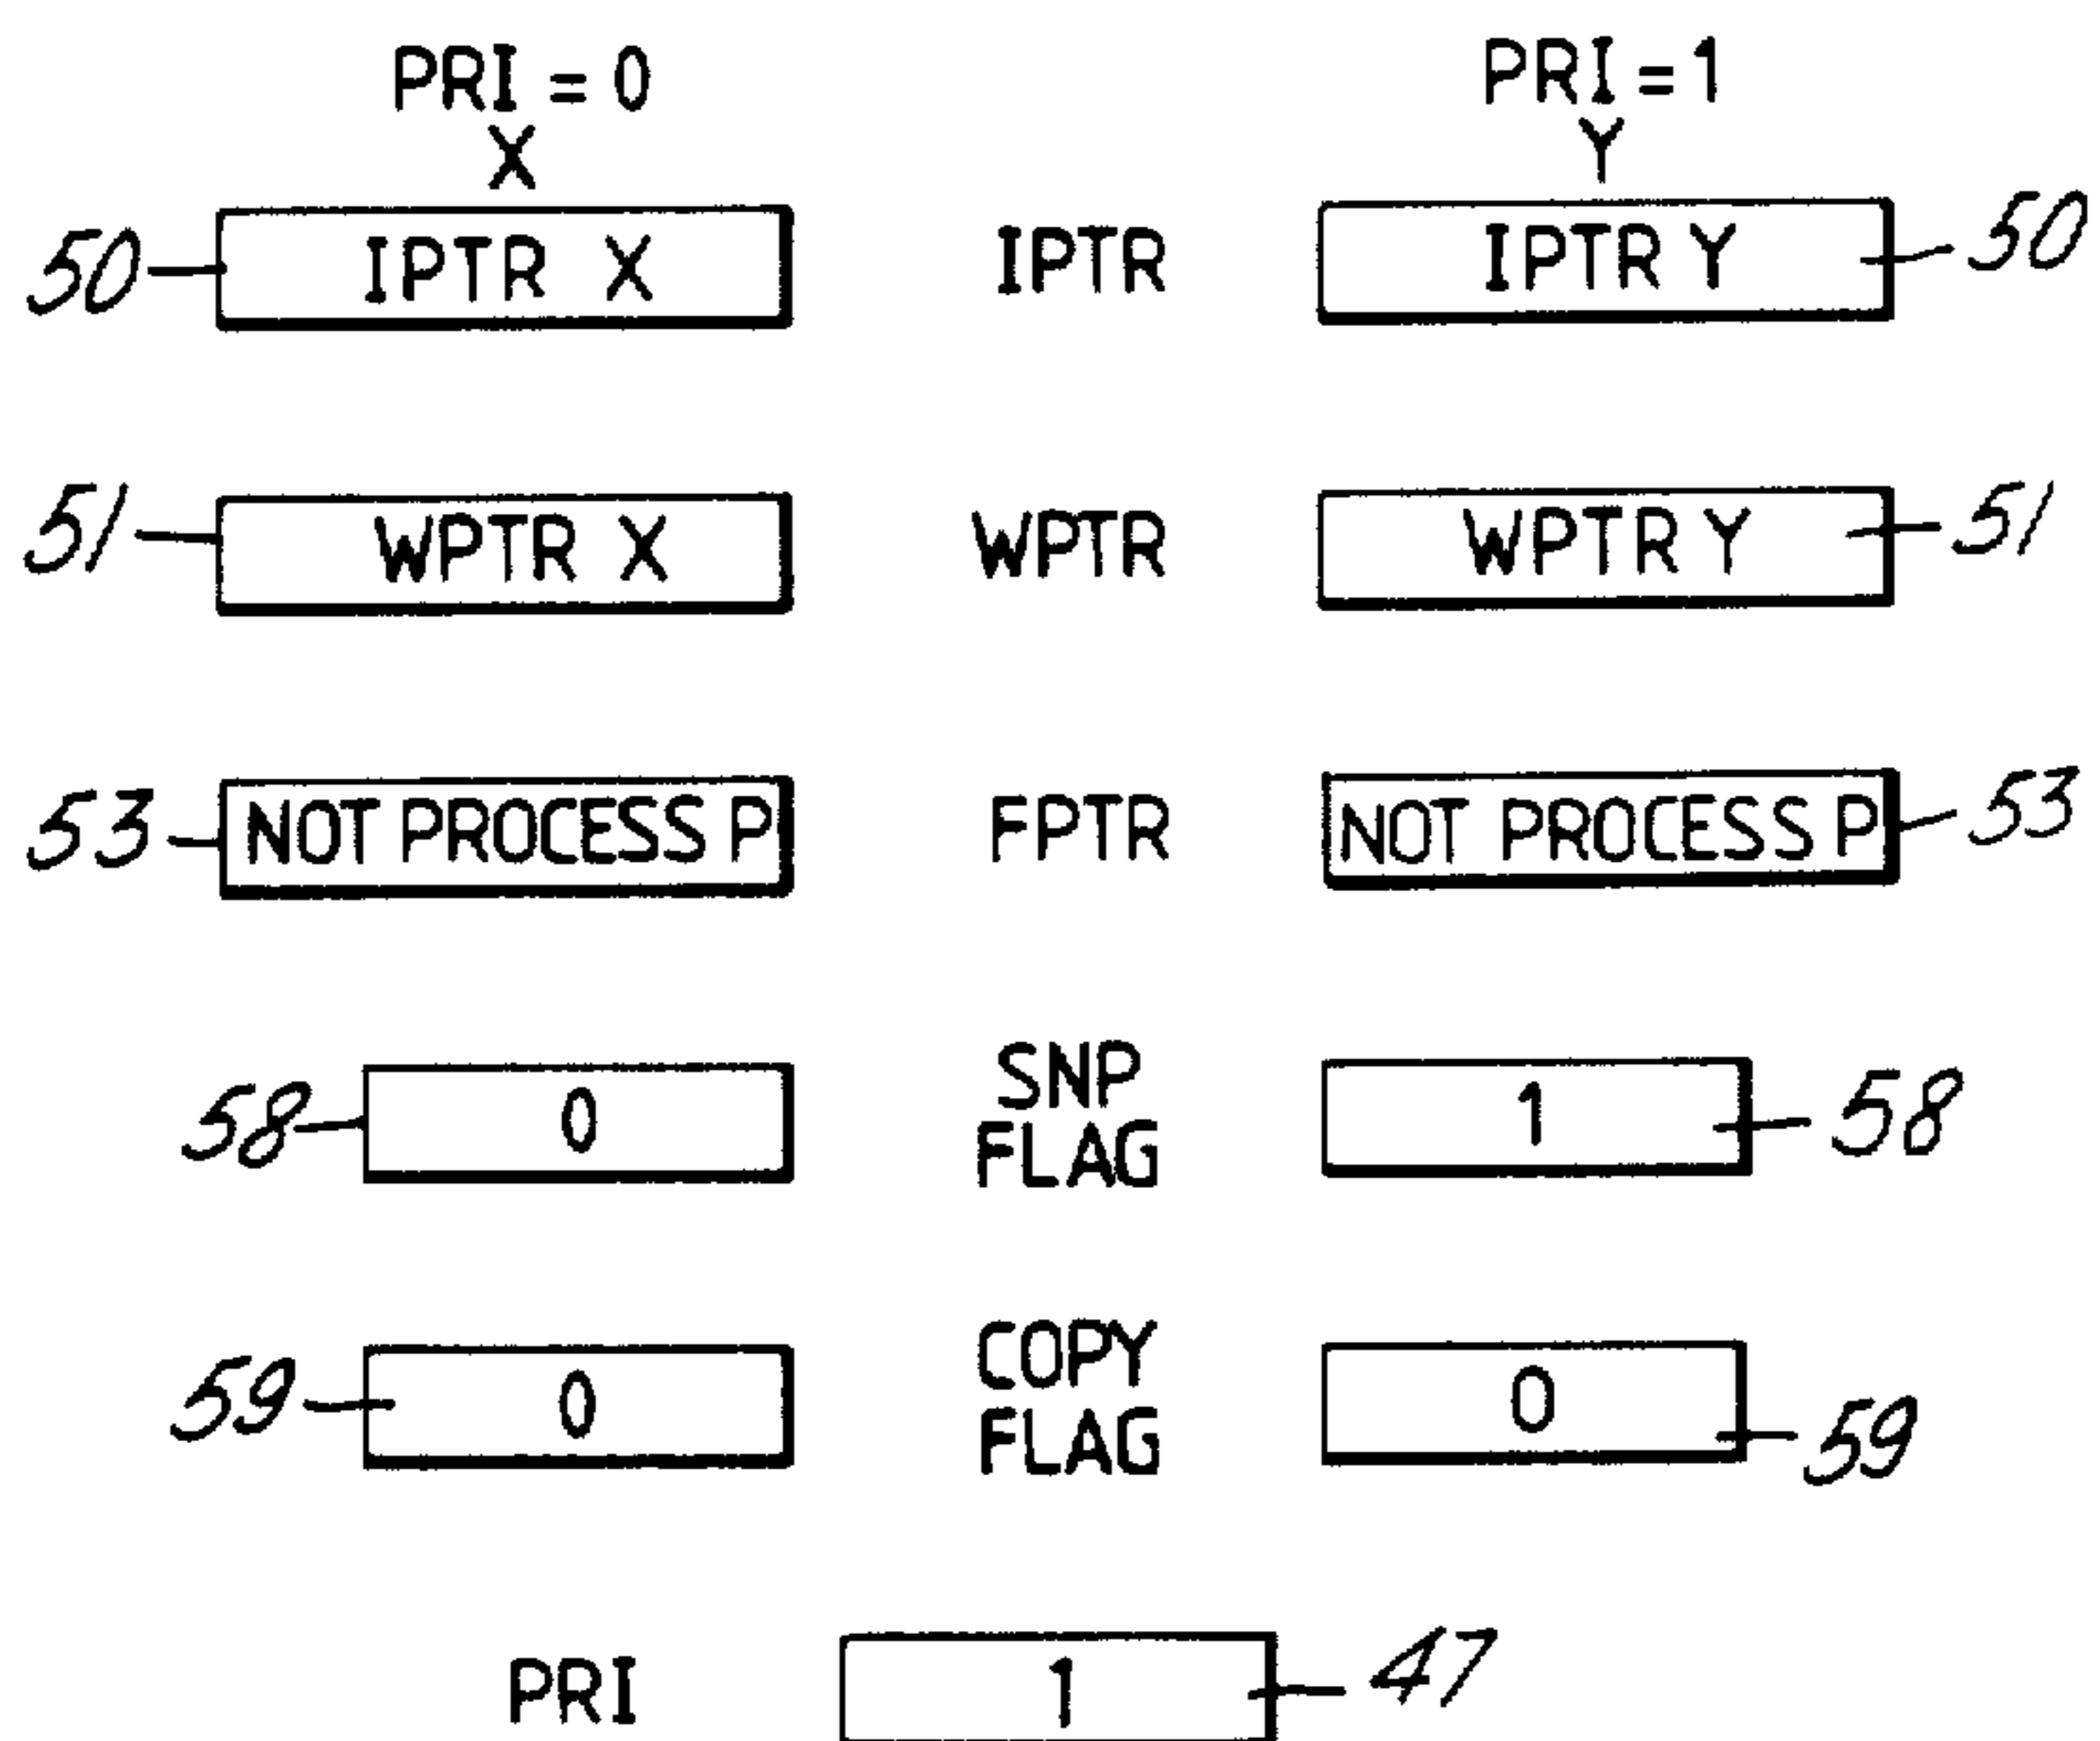 PRI = 0 PRI = 1
X Y
50 IPTR X IPTR IPTR Y 50
51 WPTR X WPTR WPTR Y 51
53 NOT PROCESS P FPTR NOT PROCESS P 53
58 0 SNP FLAG 1 58
59 0 COPY FLAG 0 59
PRI 1 47